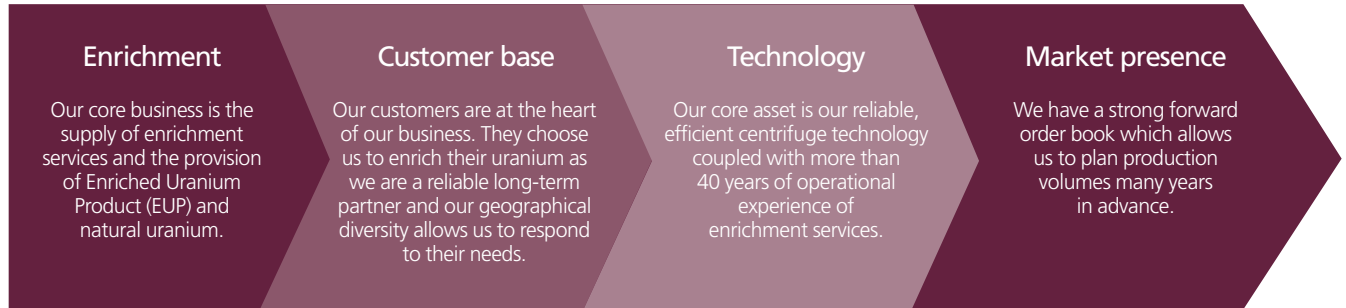 Enrichment
Our core business is the
supply of enrichment
services and the provision
of Enriched Uranium
Product (EUP) and
natural uranium.
Customer base
Our customers are at the heart
of our business. They choose
us to enrich their uranium as
we are a reliable long-term
partner and our geographical
diversity allows us to respond
to their needs.
Technology
Our core asset is our reliable,
efficient centrifuge technology
coupled with more than
40 years of operational
experience of
enrichment services.
Market presence
We have a strong forward
order book which allows
us to plan production
volumes many years
in advance.